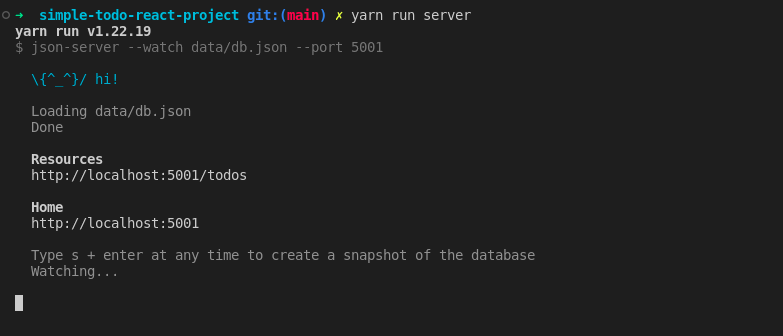 ➜ simple-todo-react-project git:(main) ✗ yarn run server
yarn run v1.22.19
$ json-server --watch data/db.json --port 5001
\{^_^}/ hi!
Loading data/db.json
Done
Resources
http://localhost:5001/todos
Home
http://localhost:5001
Type s + enter at any time to create a snapshot of the database
Watching...